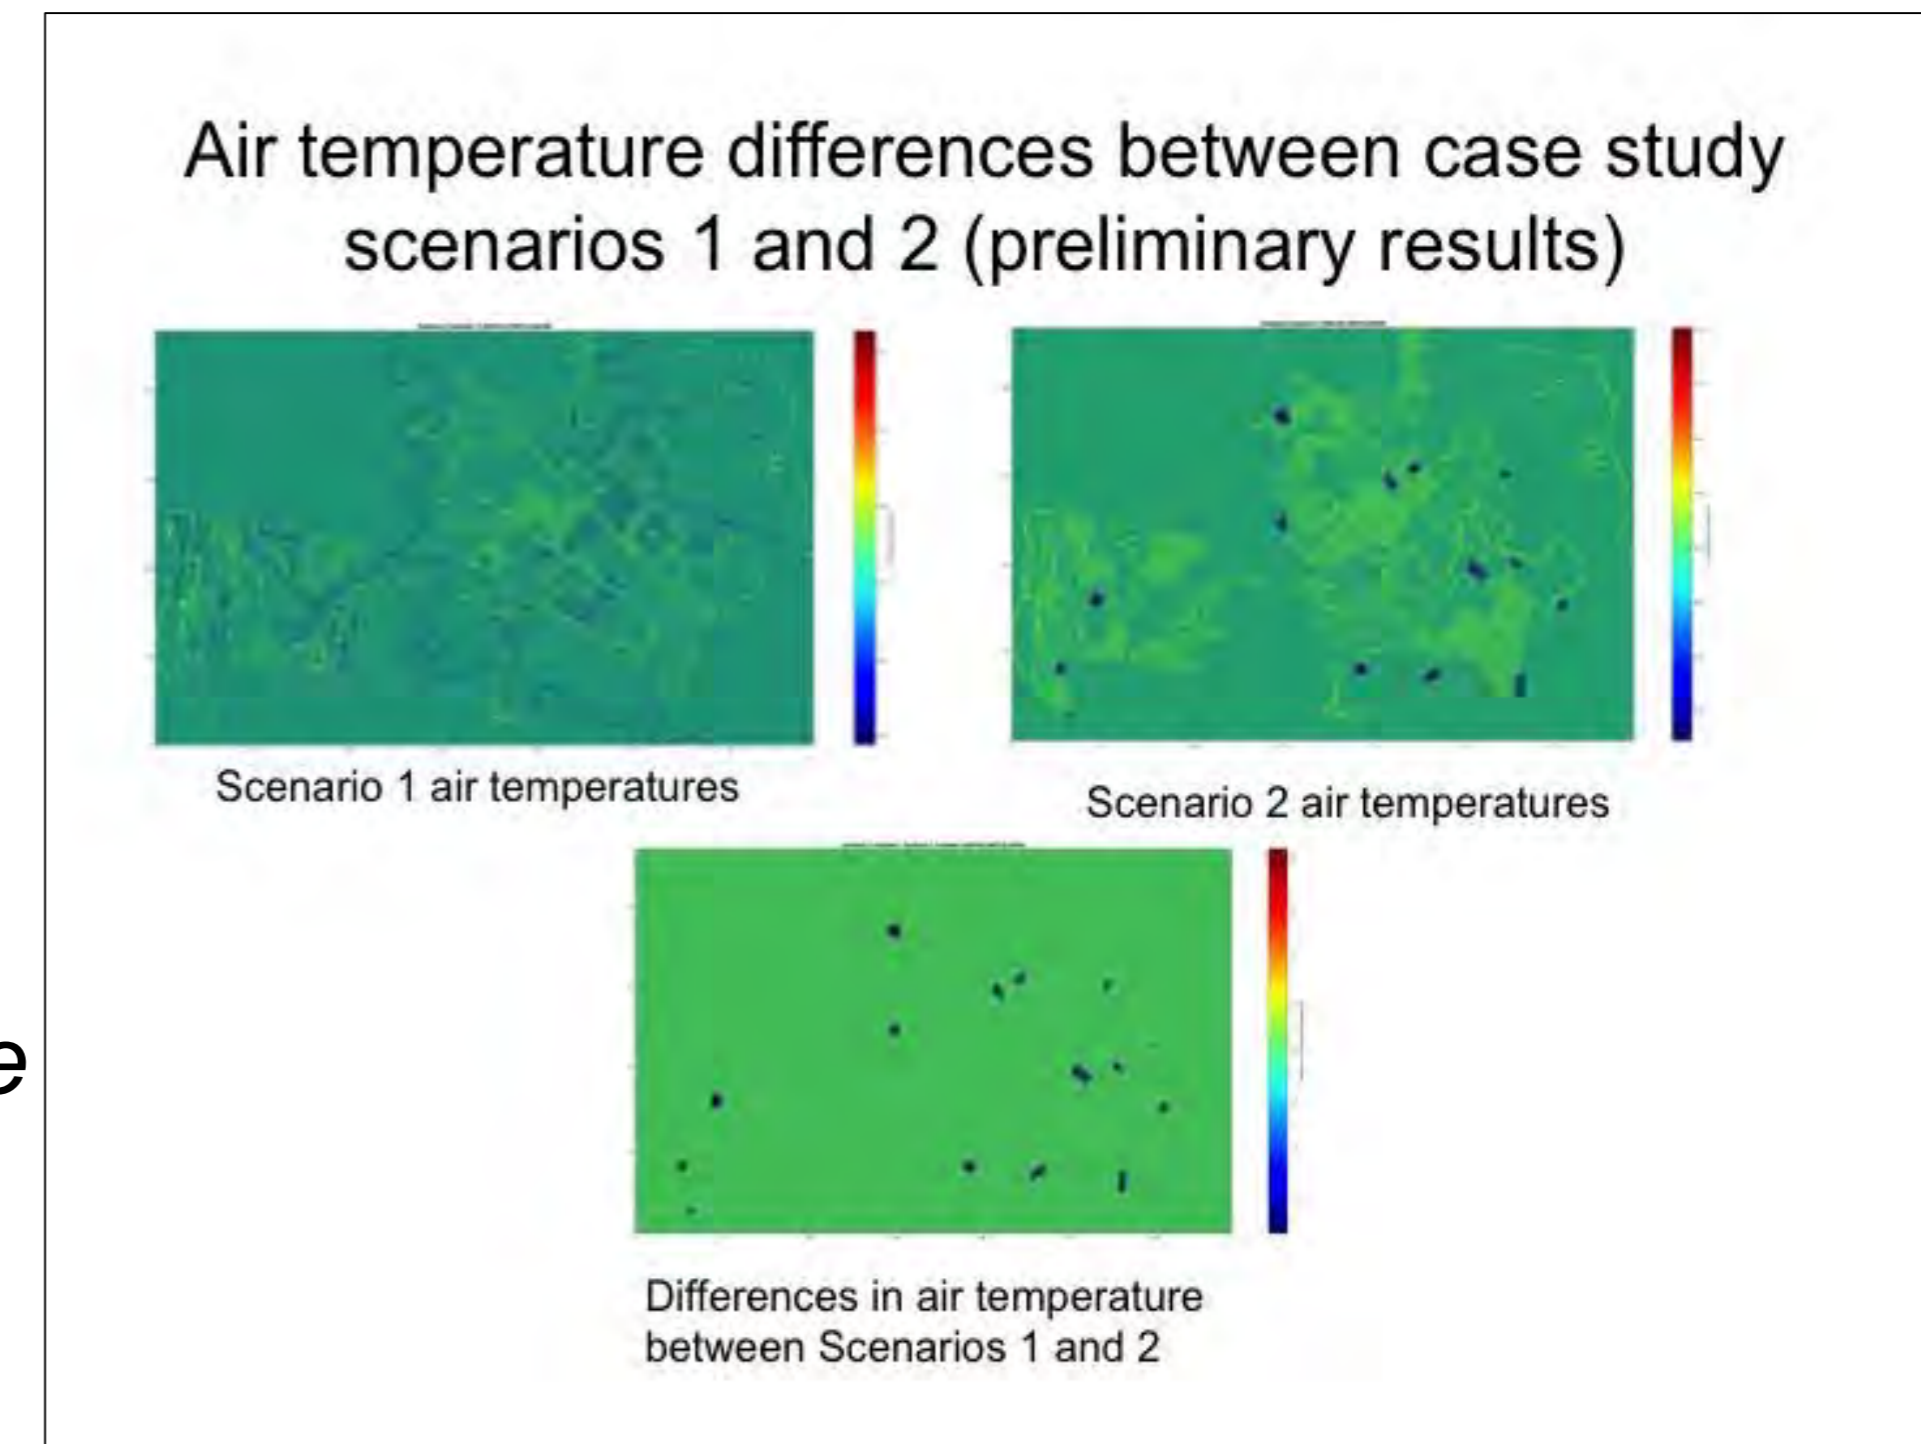 Air temperature differences between case study
scenarios 1 and 2 (preliminary results)
Scenario 1 air temperatures
Scenario 2 air temperatures
e
Differences in air temperature
between Scenarios 1 and 2